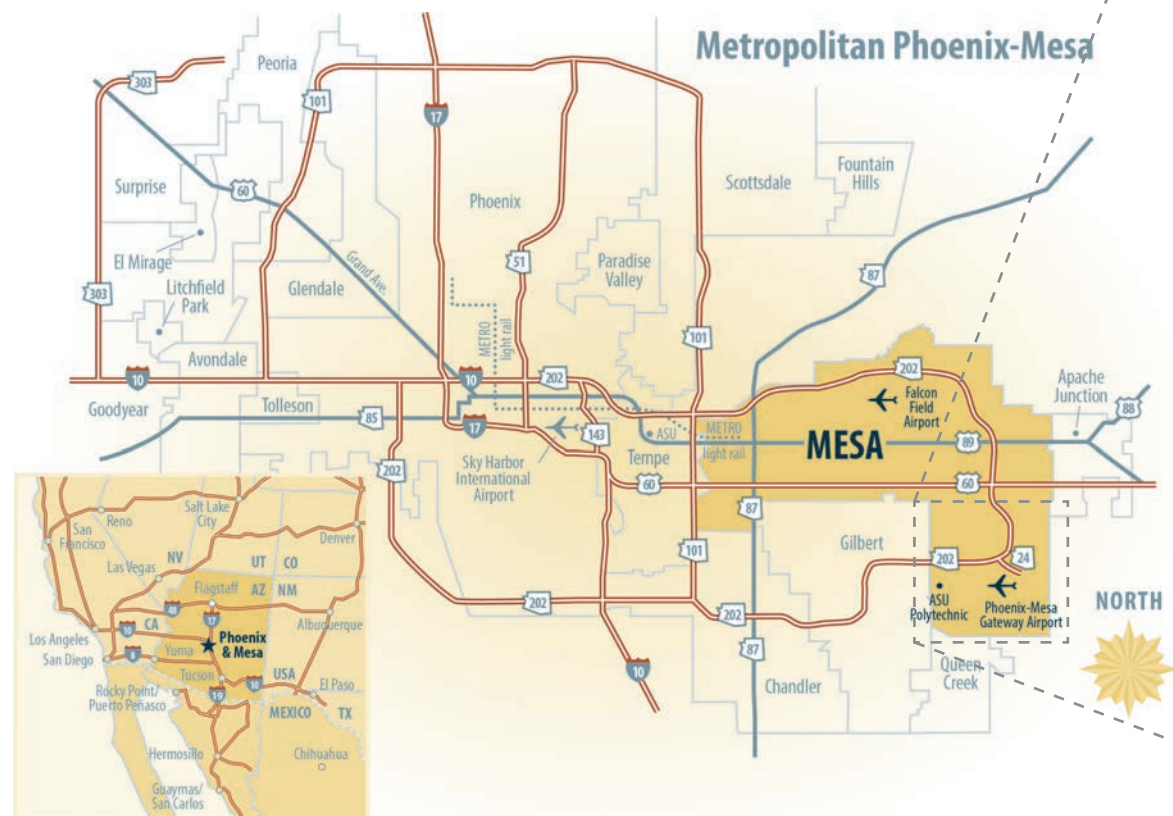 Metropolitan Phoenix-Mesa
Peoria
303
101
17
Surprise
60
Phoenix
Scottsdale
Fountain
Hills
El Mirage
Grand Ave.
51
Paradise
Valley
87
303
Litchfield
Park
Glendale
METRO
light rail
101
Avondale
10
10
202
202
Falcon
Field
Airport
Apache
Junction
Goodyear
Tolleson
85
17
143
ASU
METRO
light rail
MESA
89
88
202
Sky Harbor
International
Airport
Tempe
60
60
87
101
Gilbert
202
24
ASU
Polytechnic
Phoenix-Mesa
Gateway Airport
NORTH
202
202
87
10
Chandler
Queen
Creek
Reno
Salt Lake
City
San
Francisco
Denver
NV
UT
CO
Las Vegas
Flagstaff
AZ
NM
CA
17
Albuquerque
Los Angeles
10
Phoenix
& Mesa
San Diego
8
Yuma
Tucson
10
USA
19
El Paso
Rocky Point/
Puerto Peñasco
MEXICO
TX
Hermosillo
Chihuahua
Guaymas/
San Carlos